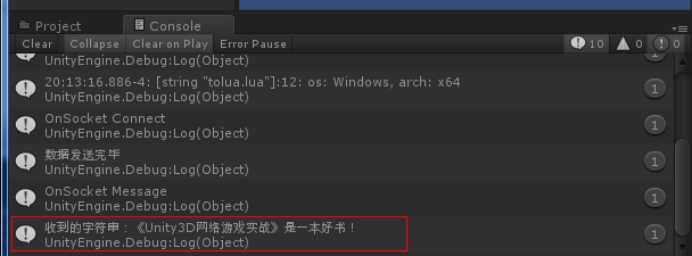 Project
Console
Clear
Collapse
Clear on Play
Error Pause
10
0
0
UnityEngine.Debug:Log(Object)
1
20:13:16.886-4: [string "tolua.lua"]:12: os: Windows, arch: x64
UnityEngine.Debug:Log(Object)
1
OnSocket Connect
UnityEngine.Debug:Log(Object)
1
数据发送完毕
UnityEngine.Debug:Log(Object)
1
OnSocket Message
UnityEngine.Debug:Log(Object)
1
收到的字符串：《Unity3D网络游戏实战》是一本好书！
UnityEngine.Debug:Log(Object)
1